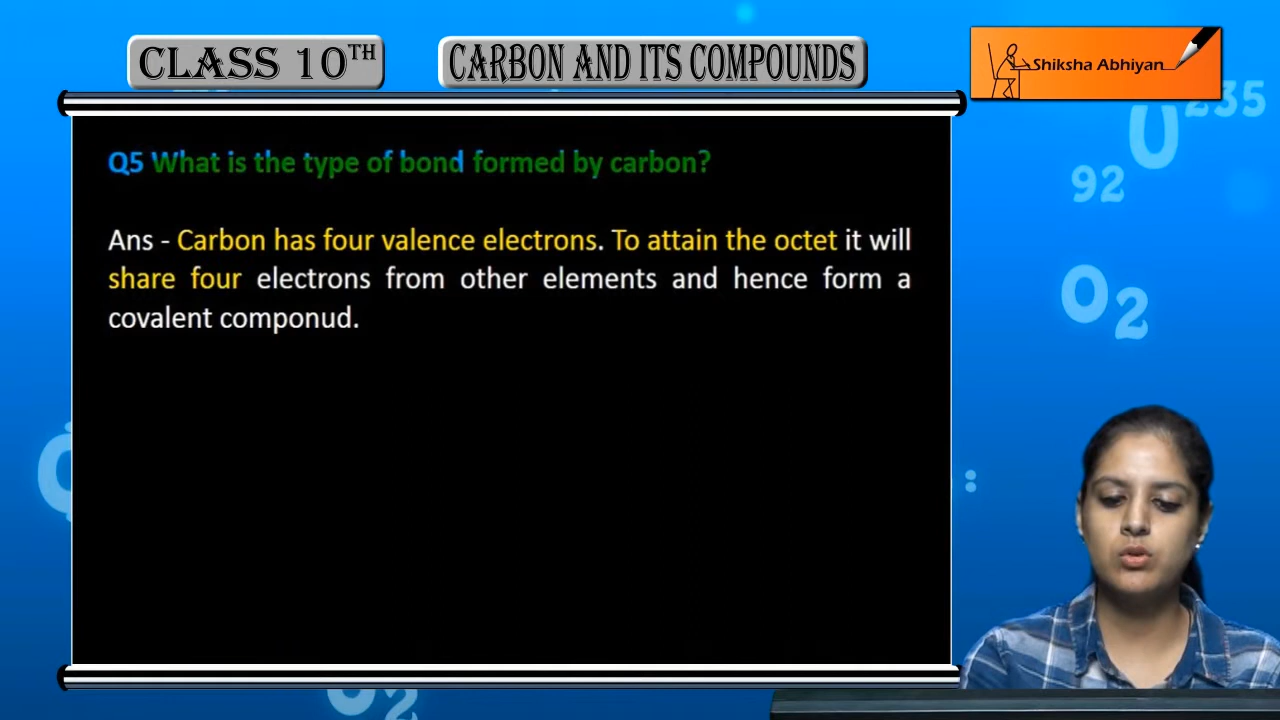 CLASS 10TH
CARBON AND ITS COMPOUNDS
Shiksha Abhiyan
Q5 What is the type of bond formed by carbon?
Ans - Carbon has four valence electrons. To attain the octet it will
share four electrons from other elements and hence form a
covalent componud.
U 235
92
O2
O2